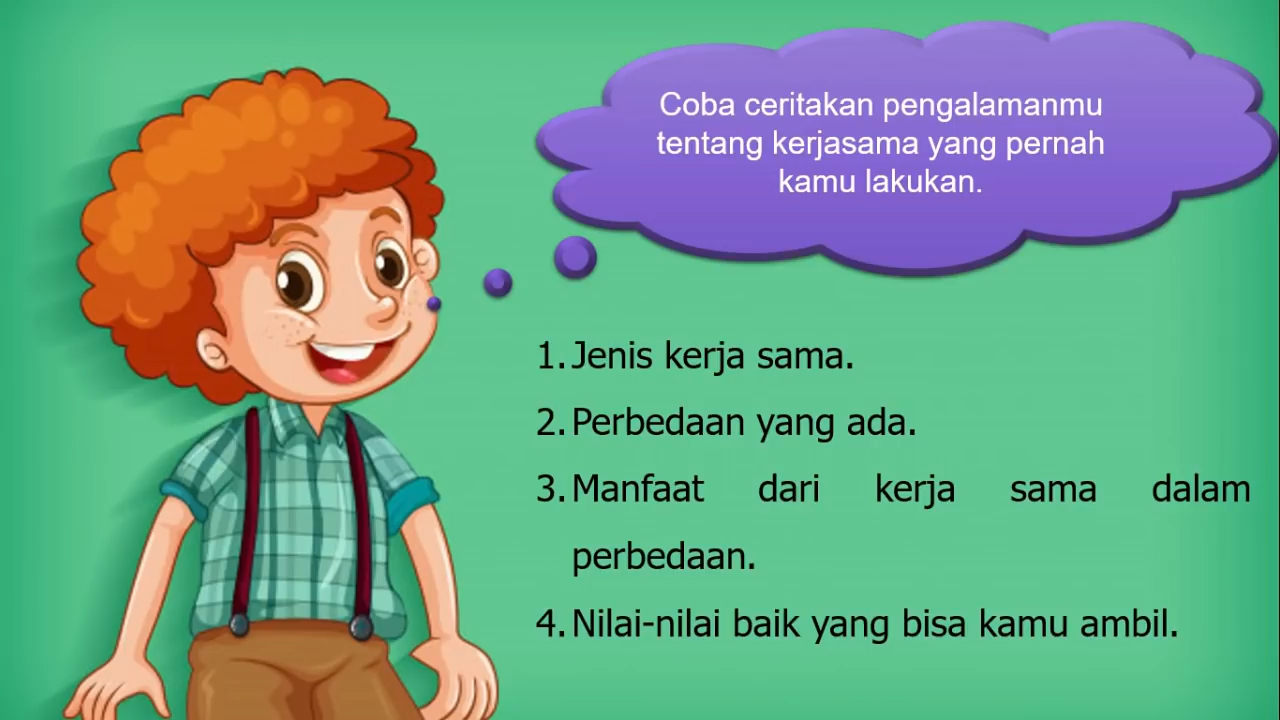 Coba ceritakan pengalamanmu
tentang kerjasama yang pernah
kamu lakukan.
1. Jenis kerja sama.
2. Perbedaan yang ada.
3. Manfaat dari kerja sama dalam
perbedaan.
4. Nilai-nilai baik yang bisa kamu ambil.